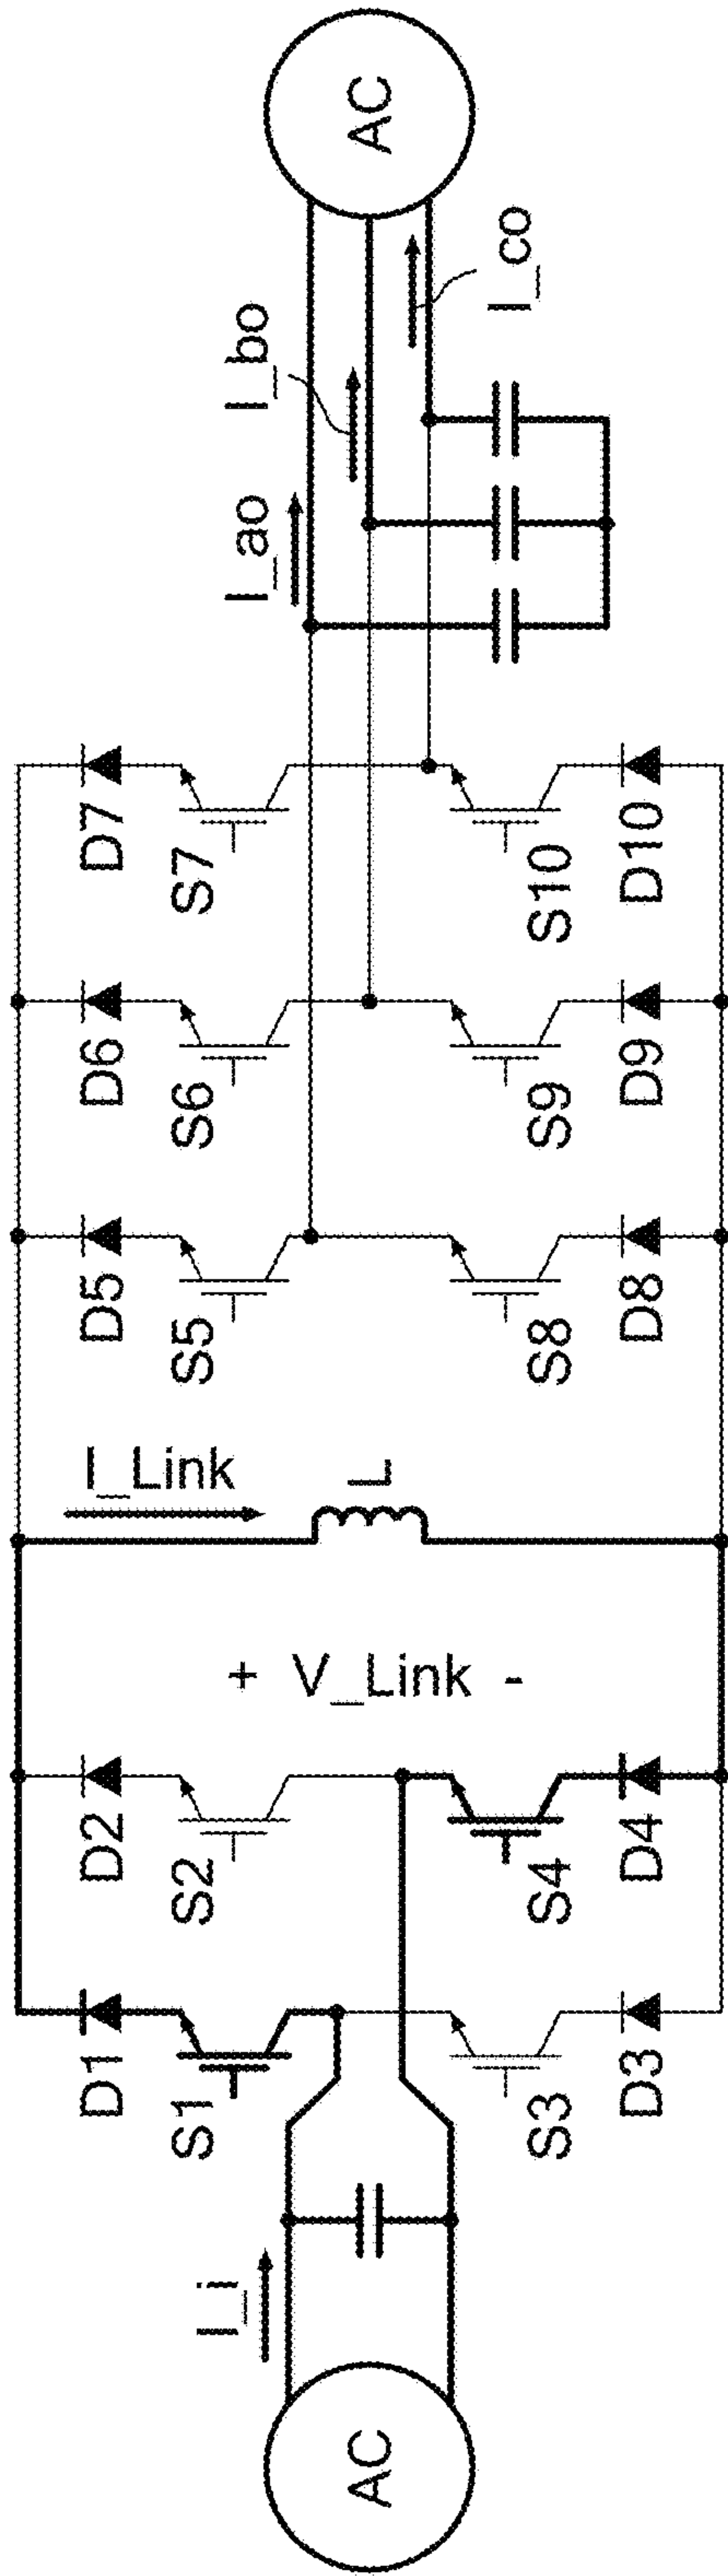 AC
I_i
D1
S1
S3
D3
D2
S2
S4
D4
+ V_Link -
I_Link
L
D5
S5
S8
D8
D6
S6
S9
D9
D7
S7
S10
D10
I_ao
I_bo
I_co
AC